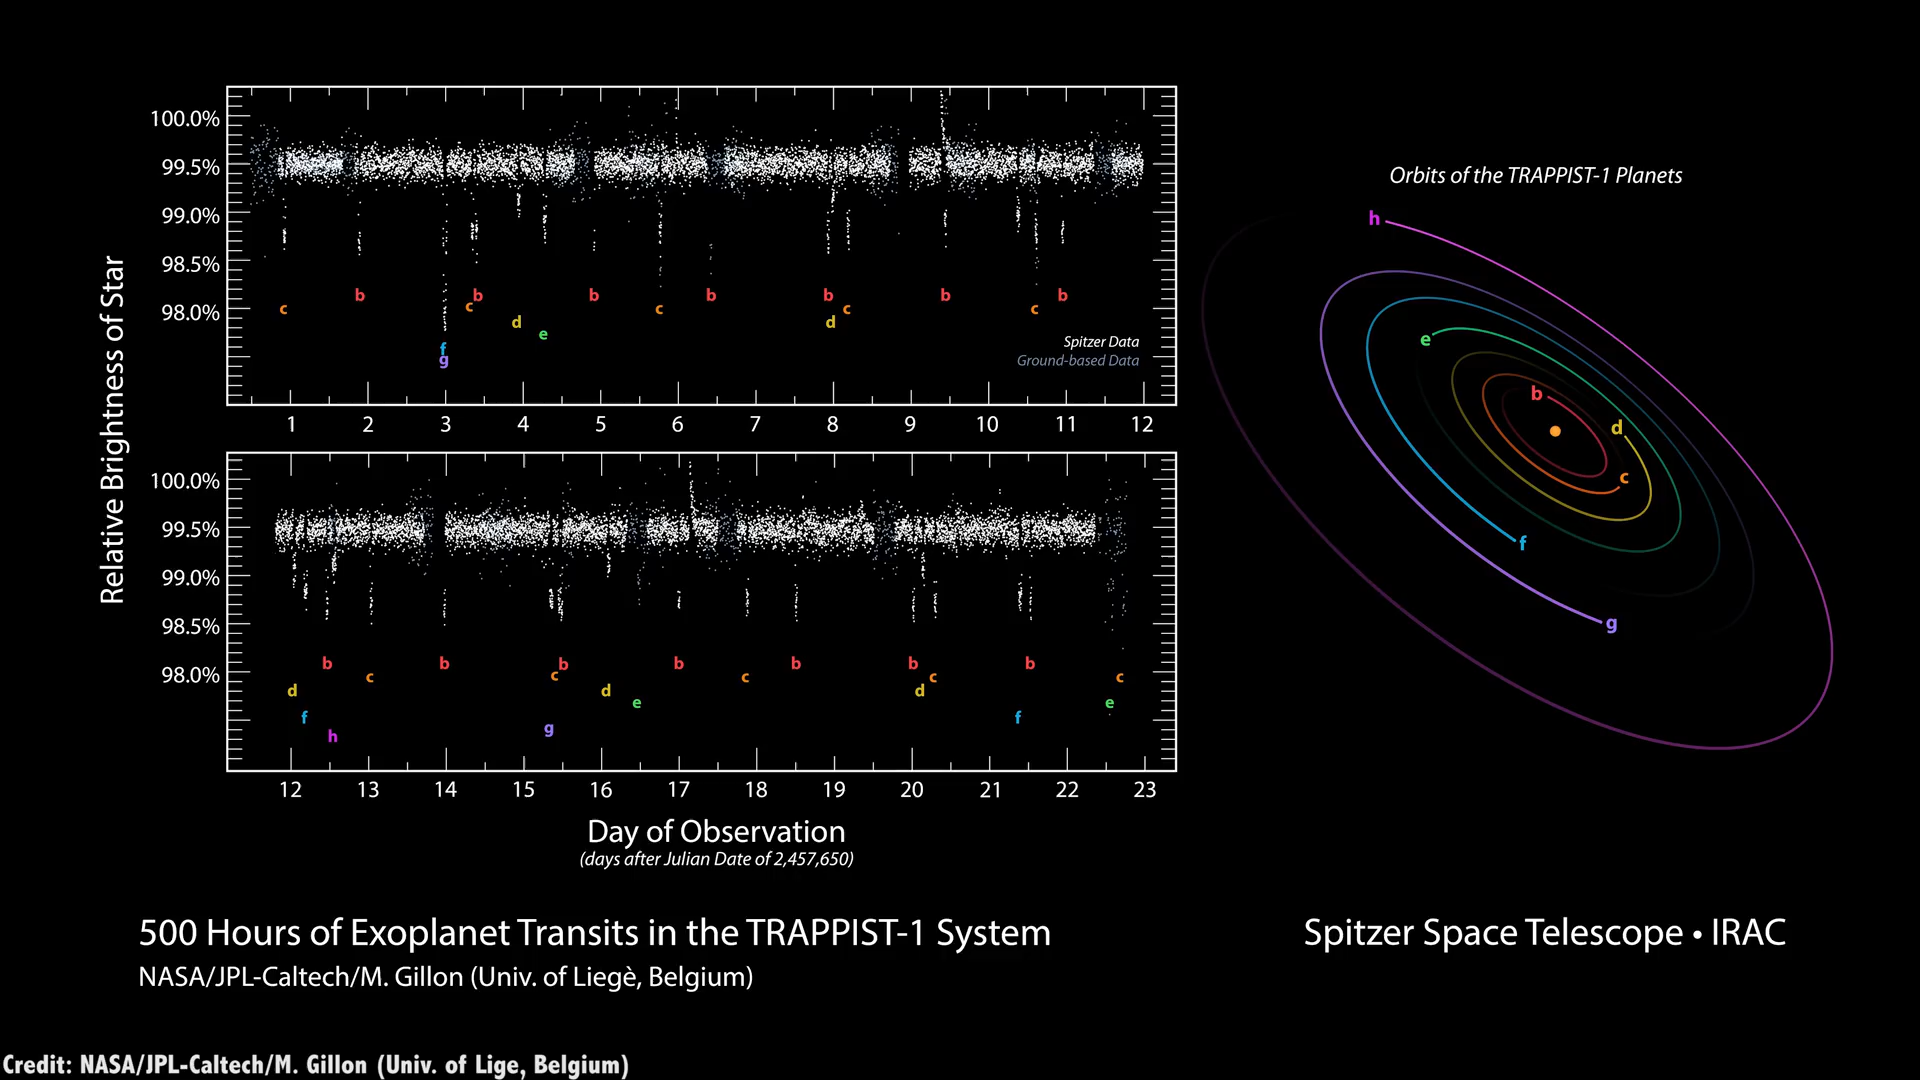 Relative Brightness of Star
100.0%
99.5%
99.0%
98.5%
98.0%
c b f g c b d e b c b b d c b c b
Spitzer Data
Ground-based Data
1 2 3 4 5 6 7 8 9 10 11 12
100.0%
99.5%
99.0%
98.5%
98.0%
d f h b c b g c b d e b c b b d c f b e c
12 13 14 15 16 17 18 19 20 21 22 23
Day of Observation
(days after Julian Date of 2,457,650)
Orbits of the TRAPPIST-1 Planets
h
e
b
d
c
f
g
500 Hours of Exoplanet Transits in the TRAPPIST-1 System
NASA/JPL-Caltech/M. Gillon (Univ. of Liegè, Belgium)
Spitzer Space Telescope • IRAC
Credit: NASA/JPL-Caltech/M. Gillon (Univ. of Lige, Belgium)